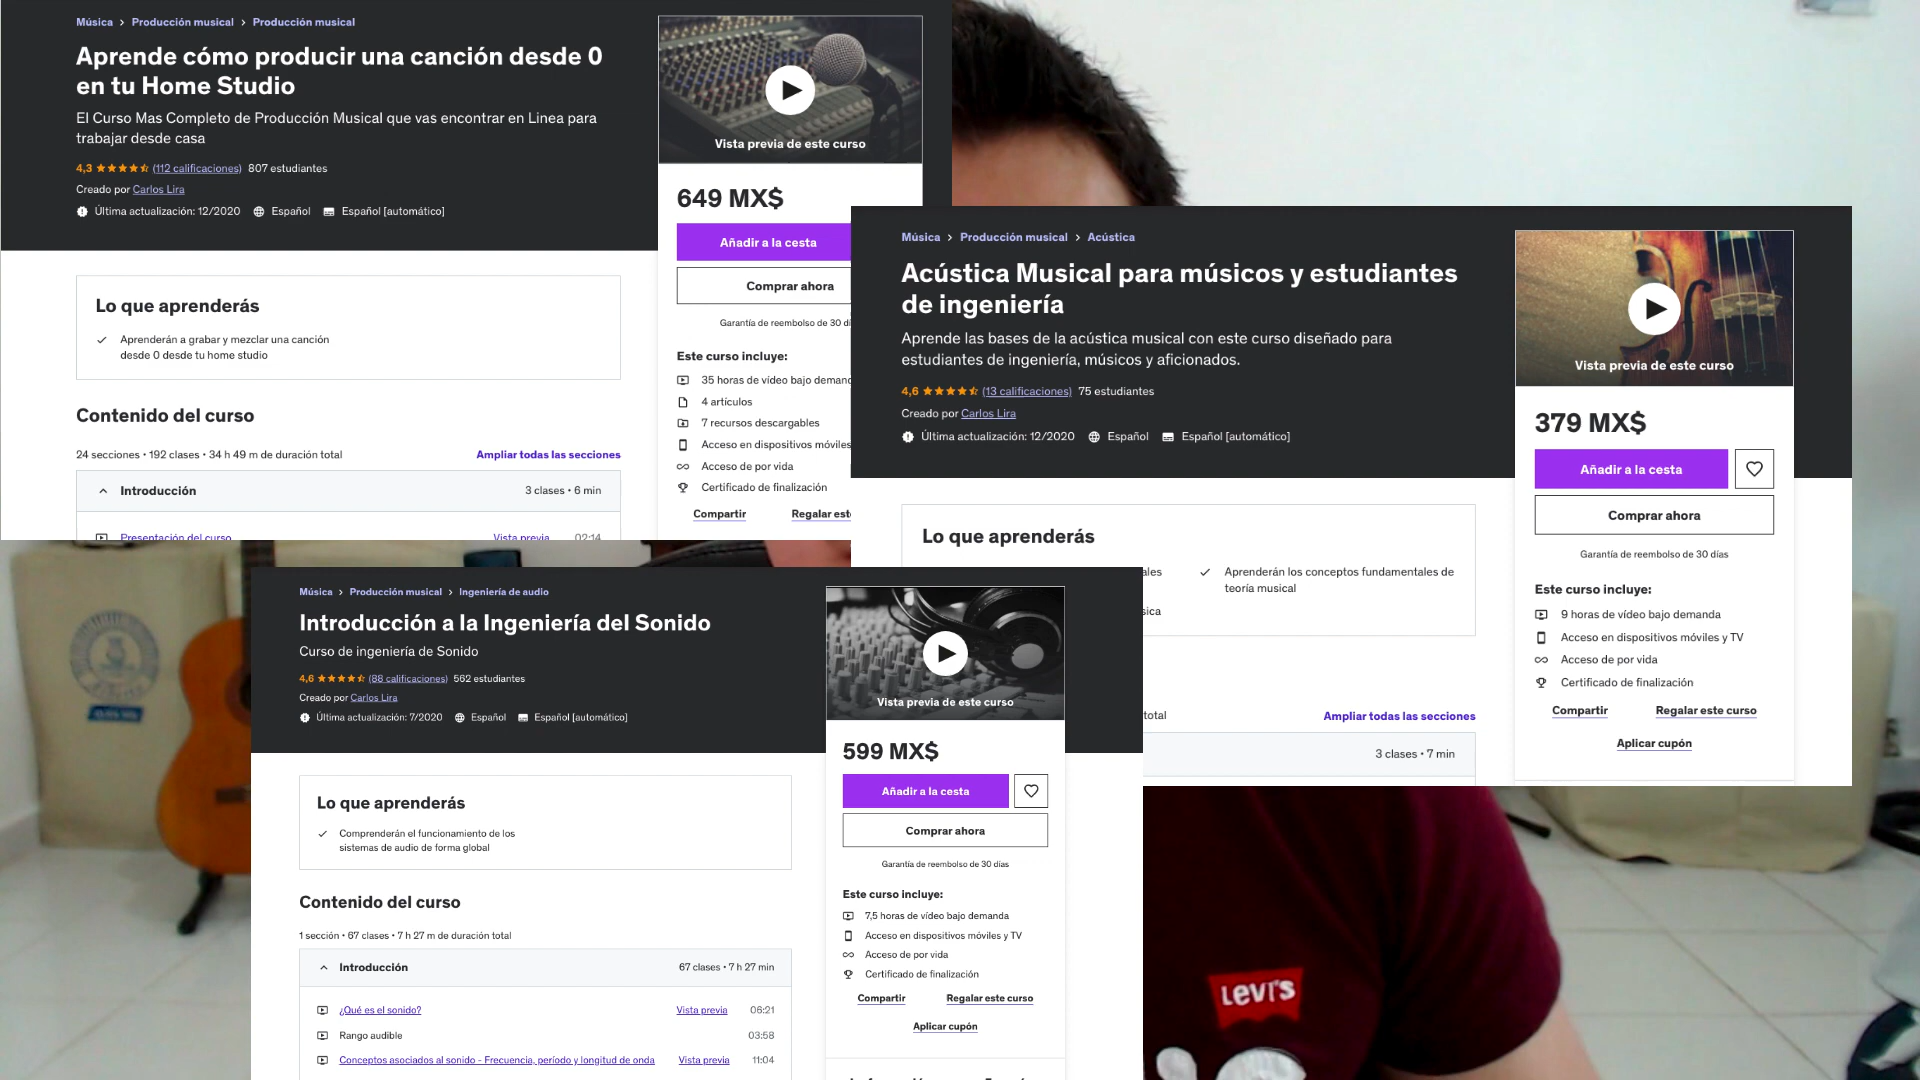 Música > Producción musical > Producción musical
Aprende cómo producir una canción desde 0
en tu Home Studio
El Curso Mas Completo de Producción Musical que vas encontrar en Linea para
trabajar desde casa
4,3 (112 calificaciones) 807 estudiantes
Creado por Carlos Lira
Última actualización: 12/2020 Español Español [automático]
Vista previa de este curso
649 MX$
Añadir a la cesta
Comprar ahora
Garantía de reembolso de 30
Este curso incluye:
35 horas de vídeo bajo
4 artículos
7 recursos descargables
Acceso en dispositivos móviles
Acceso de por vida
Certificado de finalización
Compartir Regalar
Lo que aprenderás
Aprenderán a grabar y mezclar una canción
desde 0 desde tu home studio
Contenido del curso
24 secciones • 192 clases • 34 h 49 m de duración total Ampliar todas las secciones
Introducción 3 clases • 6 min
Presentación del curso Vista previa 02:14
Música > Producción musical > Acústica
Acústica Musical para músicos y estudiantes
de ingeniería
Aprende las bases de la acústica musical con este curso diseñado para
estudiantes de ingeniería, músicos y aficionados.
4,6 (13 calificaciones) 75 estudiantes
Creado por Carlos Lira
Última actualización: 12/2020 Español Español [automático]
Vista previa de este curso
379 MX$
Añadir a la cesta
Comprar ahora
Garantía de reembolso de 30 días
Este curso incluye:
9 horas de vídeo bajo demanda
Acceso en dispositivos móviles y TV
Acceso de por vida
Certificado de finalización
Compartir Regalar este curso
Aplicar cupón
Lo que aprenderás
Aprenderán los conceptos fundamentales de
teoría musical
total Ampliar todas las secciones
3 clases • 7 min
Música > Producción musical > Ingeniería de audio
Introducción a la Ingeniería del Sonido
Curso de ingeniería de Sonido
4,6 (88 calificaciones) 562 estudiantes
Creado por Carlos Lira
Última actualización: 7/2020 Español Español [automático]
Vista previa de este curso
599 MX$
Añadir a la cesta
Comprar ahora
Garantía de reembolso de 30 días
Este curso incluye:
7,5 horas de vídeo bajo demanda
Acceso en dispositivos móviles y TV
Acceso de por vida
Certificado de finalización
Compartir Regalar este curso
Aplicar cupón
Lo que aprenderás
Comprenderán el funcionamiento de los
sistemas de audio de forma global
Contenido del curso
1 sección • 67 clases • 7 h 27 m de duración total
Introducción 67 clases • 7 h 27 min
¿Qué es el sonido? Vista previa 06:21
Rango audible 03:58
Conceptos asociados al sonido - Frecuencia, período y longitud de onda Vista previa 11:04
Levi's